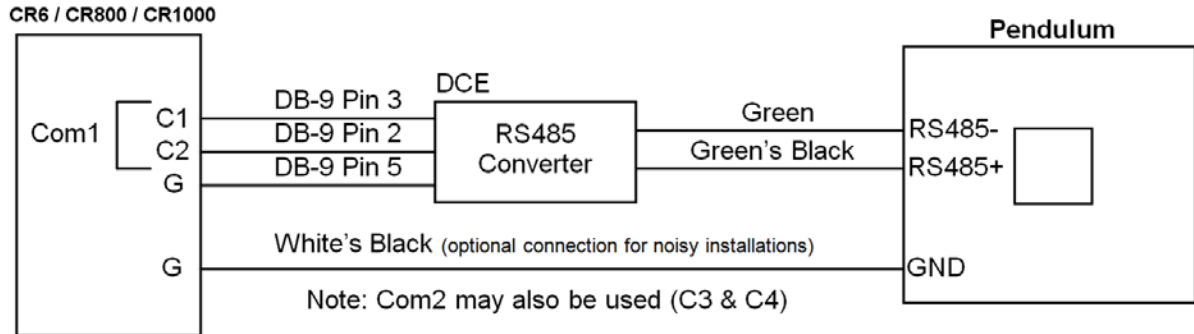 CR6 / CR800 / CR1000
Pendulum
DCE
DB-9 Pin 3
Green
C1
RS485-
Com1
DB-9 Pin 2
RS485
Converter
Green's Black
C2
RS485+
DB-9 Pin 5
G
White's Black (optional connection for noisy installations)
G
GND
Note: Com2 may also be used (C3 & C4)